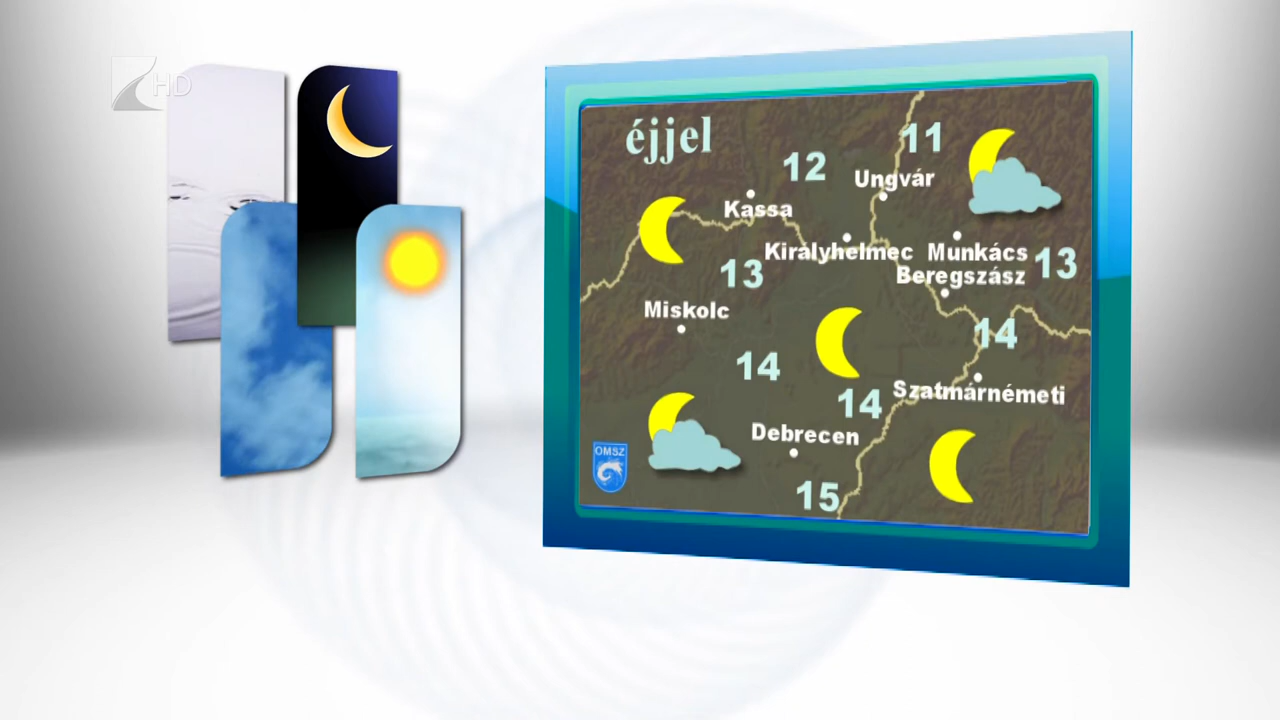 HD
éjjel
11
12
Ungvár
Kassa
Királyhelmec
Munkács
13
Beregszász
13
Miskolc
14
14
Szatmárnémeti
14
Debrecen
OMSZ
15